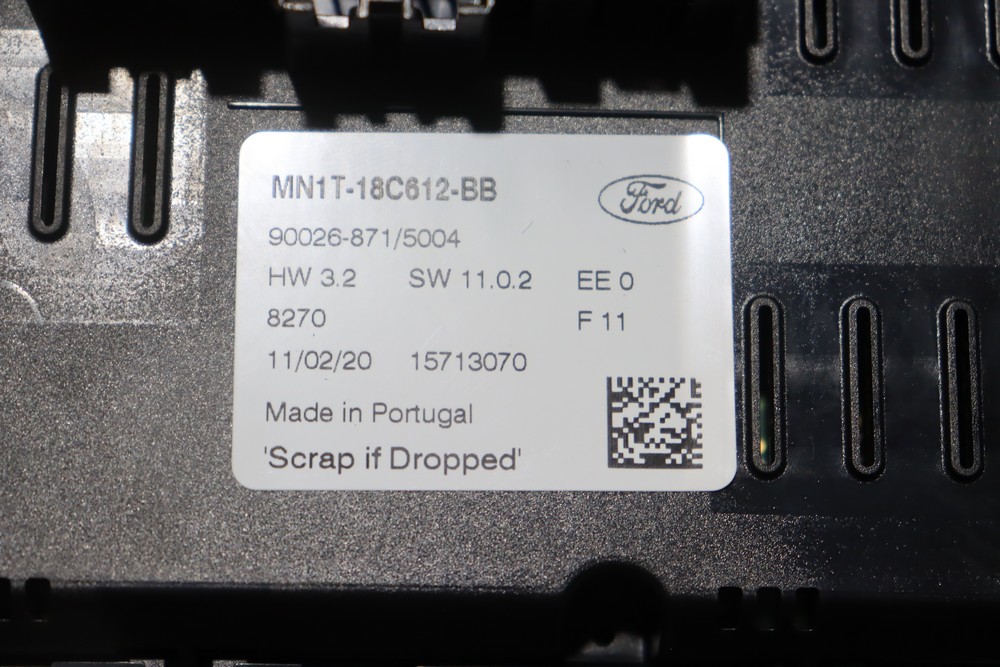 MN1T-18C612-BB
Ford
90026-871/5004
HW 3.2 SW 11.0.2 EE 0
8270 F 11
11/02/20 15713070
Made in Portugal
'Scrap if Dropped'